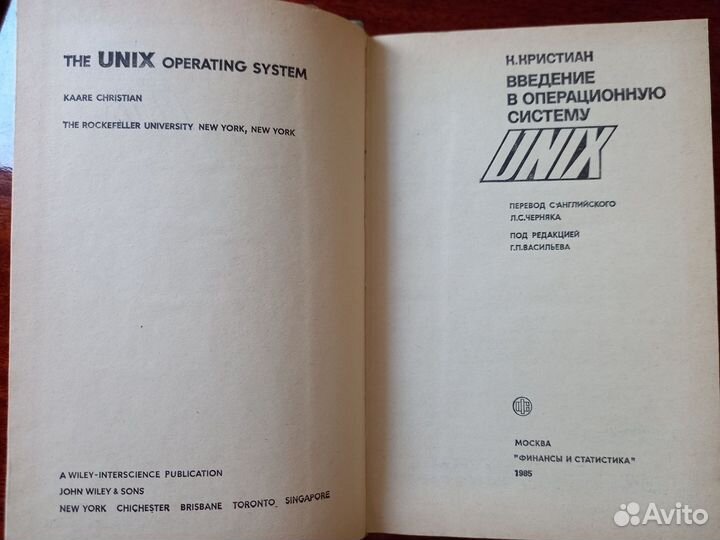 THE UNIX OPERATING SYSTEM
KAARE CHRISTIAN
THE ROCKEFELLER UNIVERSITY NEW YORK, NEW YORK
A WILEY-INTERSCIENCE PUBLICATION
JOHN WILEY & SONS
NEW YORK CHICHESTER BRISBANE TORONTO SINGAPORE
К.КРИСТИАН
ВВЕДЕНИЕ
В ОПЕРАЦИОННУЮ
СИСТЕМУ
UNIX
ПЕРЕВОД С АНГЛИЙСКОГО
Л.С.ЧЕРНЯКА
ПОД РЕДАКЦИЕЙ
Г.П.ВАСИЛЬЕВА
МОСКВА
"ФИНАНСЫ И СТАТИСТИКА"
1985
Avito